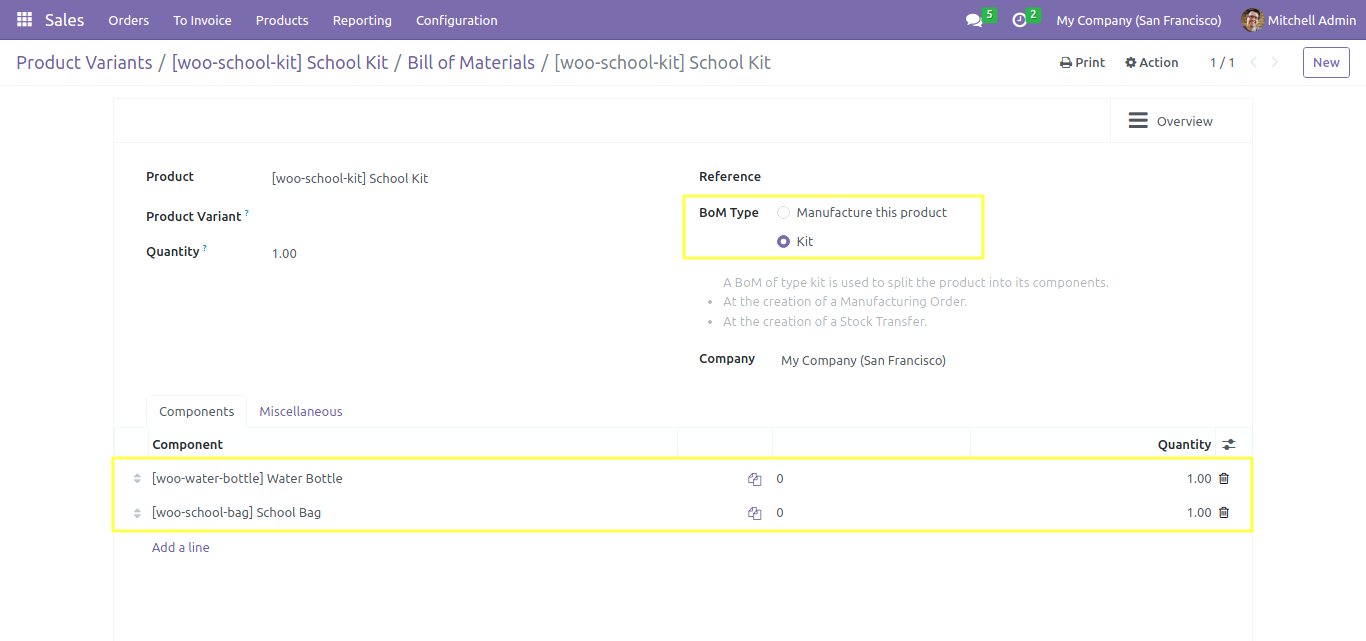 Sales Orders To Invoice Products Reporting Configuration 5 2 My Company (San Francisco) Mitchell Admin
Product Variants / [woo-school-kit] School Kit / Bill of Materials / [woo-school-kit] School Kit Print Action 1 / 1 New
Overview
Product [woo-school-kit] School Kit
Product Variant ?
Quantity ? 1.00
Reference
BoM Type Manufacture this product
Kit
A BoM of type kit is used to split the product into its components.
• At the creation of a Manufacturing Order.
• At the creation of a Stock Transfer.
Company My Company (San Francisco)
Components Miscellaneous
Component Quantity
[woo-water-bottle] Water Bottle 0 1.00
[woo-school-bag] School Bag 0 1.00
Add a line